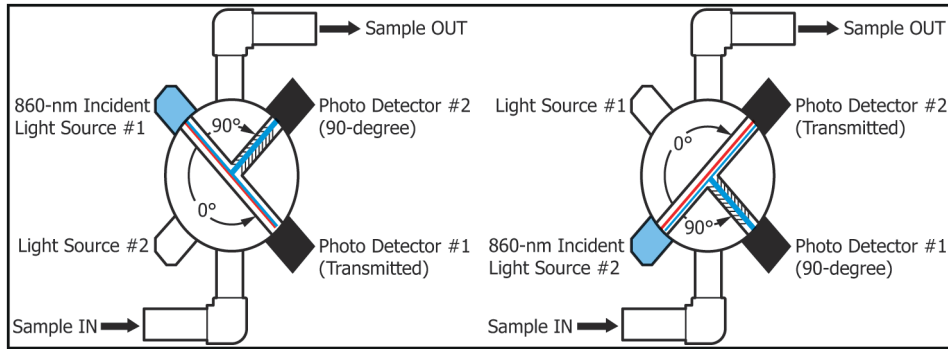 Sample OUT
860-nm Incident
Light Source #1
90°
Photo Detector #2
(90-degree)
0°
Light Source #2
Photo Detector #1
(Transmitted)
Sample IN
Sample OUT
Light Source #1
Photo Detector #2
(Transmitted)
0°
90°
860-nm Incident
Light Source #2
Photo Detector #1
(90-degree)
Sample IN